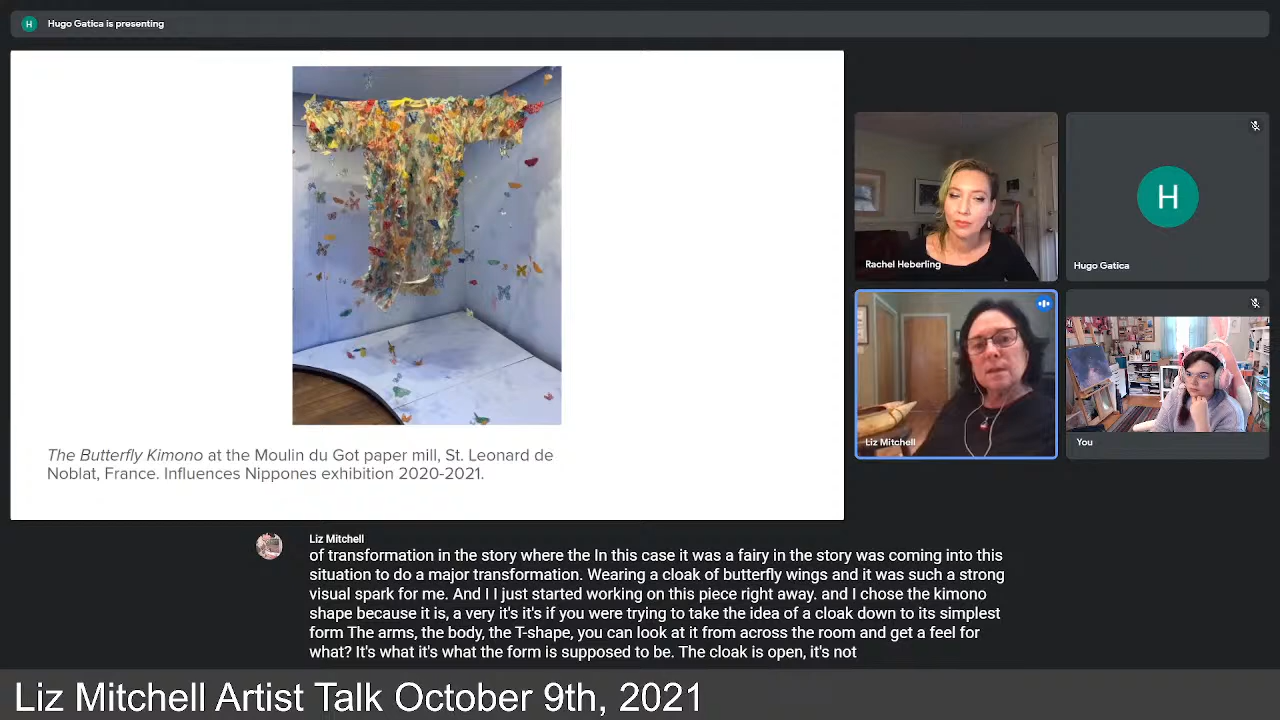 H
Hugo Gatica is presenting
The Butterfly Kimono at the Moulin du Got paper mill, St. Leonard de
Noblat, France. Influences Nippones exhibition 2020-2021.
Rachel Heberling
H
Hugo Gatica
Liz Mitchell
You
Liz Mitchell
of transformation in the story where the In this case it was a fairy in the story was coming into this
situation to do a major transformation. Wearing a cloak of butterfly wings and it was such a strong
visual spark for me. And I I just started working on this piece right away. and I chose the kimono
shape because it is, a very it's it's if you were trying to take the idea of a cloak down to its simplest
form The arms, the body, the T-shape, you can look at it from across the room and get a feel for
what? It's what it's what the form is supposed to be. The cloak is open, it's not
Liz Mitchell Artist Talk October 9th, 2021